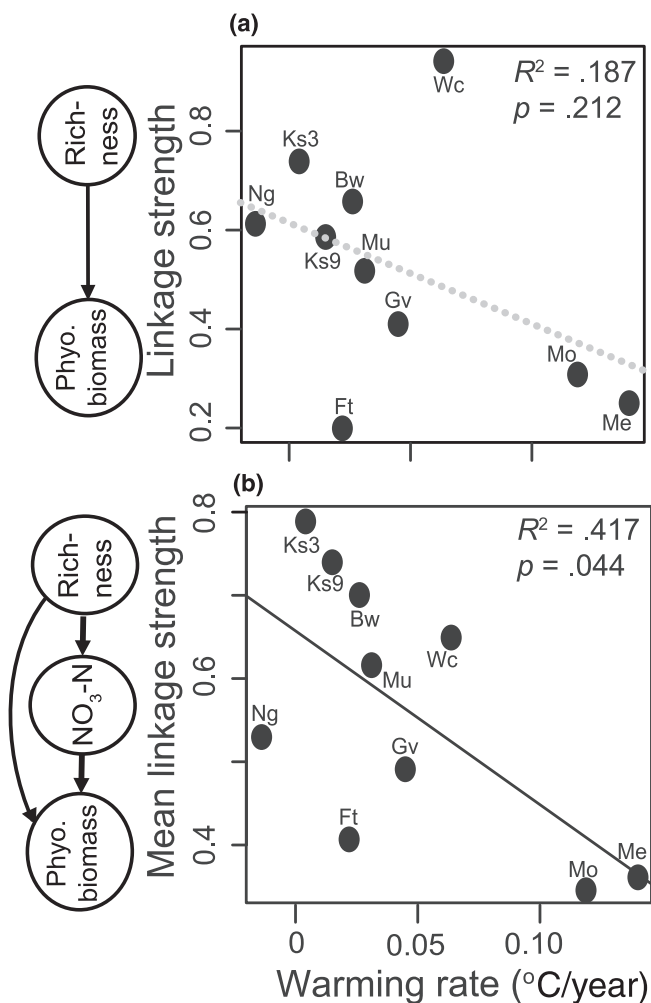 (a)
Rich-
ness
Phyo.
biomass
Linkage strength
0.8
0.6
0.4
0.2
R² = .187
p = .212
Wc
Ks3
Bw
Ng
Ks9
Mu
Gv
Mo
Me
Ft
(b)
Rich-
ness
NO₃-N
Phyo.
biomass
Mean linkage strength
0.8
0.6
0.4
R² = .417
p = .044
Ks3
Ks9
Bw
Wc
Mu
Ng
Gv
Ft
Mo
Me
0
0.05
0.10
Warming rate (°C/year)